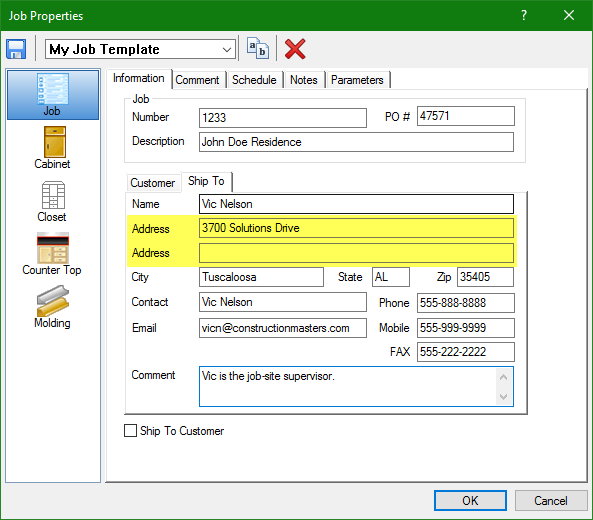 Job Properties ?
My Job Template a b
Job
Cabinet
Closet
Counter Top
Molding
Information Comment Schedule Notes Parameters
Job
Number 1233 PO # 47571
Description John Doe Residence
Customer Ship To
Name Vic Nelson
Address 3700 Solutions Drive
Address
City Tuscaloosa State AL Zip 35405
Contact Vic Nelson Phone 555-888-8888
Email vicn@constructionmasters.com Mobile 555-999-9999
FAX 555-222-2222
Comment Vic is the job-site supervisor.
Ship To Customer
OK Cancel